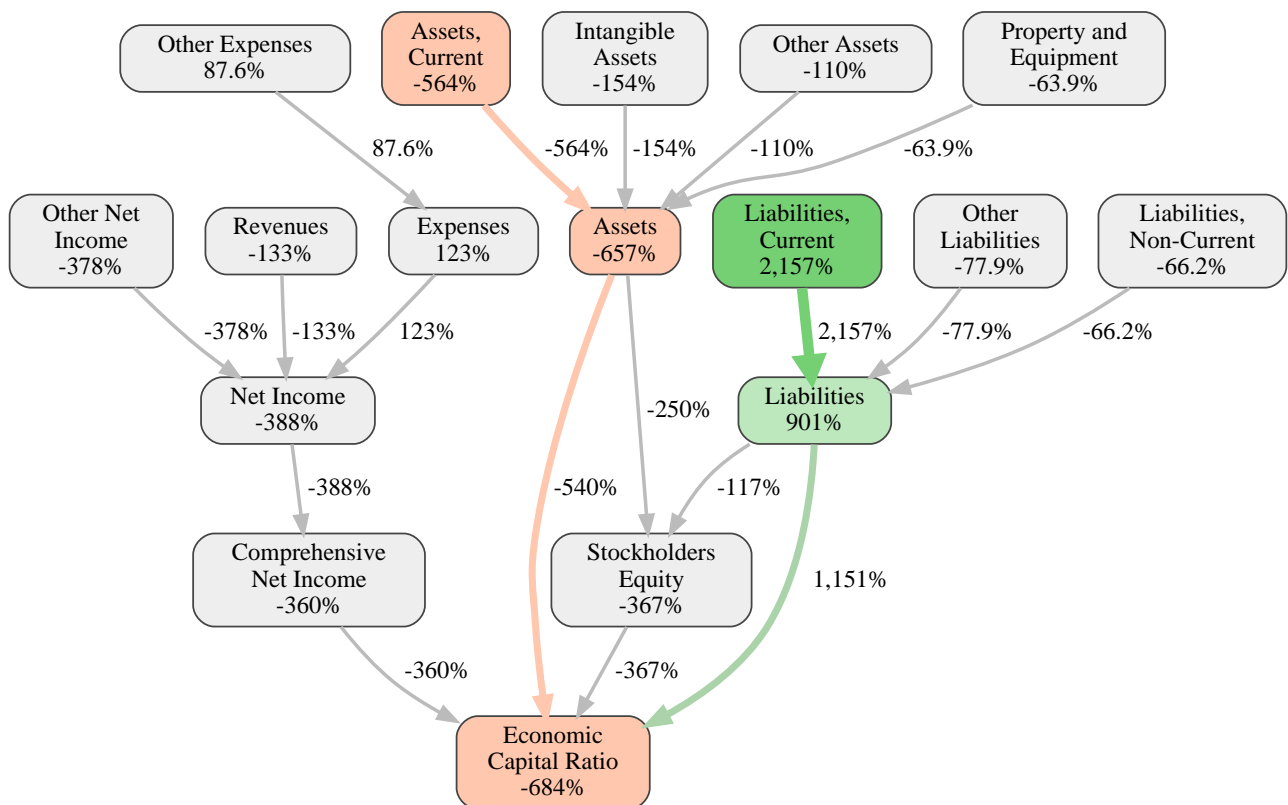 Other Expenses
87.6%
Assets,
Current
-564%
Intangible
Assets
-154%
Other Assets
-110%
Property and
Equipment
-63.9%
87.6%
-564%
-154%
-110%
-63.9%
Other Net
Income
-378%
Revenues
-133%
Expenses
123%
Assets
-657%
Liabilities,
Current
2,157%
Other
Liabilities
-77.9%
Liabilities,
Non-Current
-66.2%
-378%
-133%
123%
2,157%
-77.9%
-66.2%
Net Income
-388%
-250%
Liabilities
901%
-388%
-540%
-117%
Comprehensive
Net Income
-360%
Stockholders
Equity
-367%
1,151%
-360%
-367%
Economic
Capital Ratio
-684%